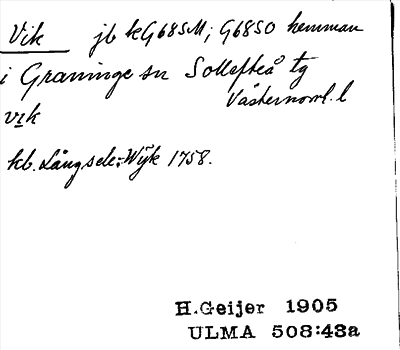 Vik jb kG685M; G6850 hemman
i Graninge sn Sollefteå tg
Västernorrl. l
vik
kb. Långsele: Wijk 1758.
H.Geijer 1905
ULMA 508:48a